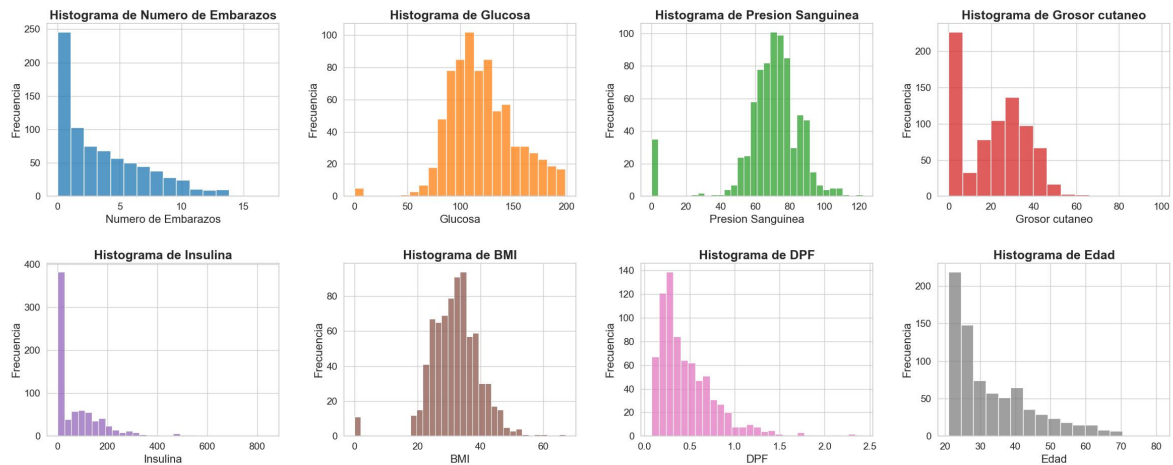 Histograma de Numero de Embarazos
250
200
150
100
50
0
Frecuencia
0 5 10 15
Numero de Embarazos
Histograma de Glucosa
100
80
60
40
20
0
Frecuencia
0 50 100 150 200
Glucosa
Histograma de Presion Sanguinea
100
80
60
40
20
0
Frecuencia
0 20 40 60 80 100 120
Presion Sanguinea
Histograma de Grosor cutaneo
200
150
100
50
0
Frecuencia
0 20 40 60 80 100
Grosor cutaneo
Histograma de Insulina
400
300
200
100
0
Frecuencia
0 200 400 600 800
Insulina
Histograma de BMI
80
60
40
20
0
Frecuencia
0 20 40 60
BMI
Histograma de DPF
140
120
100
80
60
40
20
0
Frecuencia
0.0 0.5 1.0 1.5 2.0 2.5
DPF
Histograma de Edad
200
150
100
50
0
Frecuencia
20 30 40 50 60 70 80
Edad